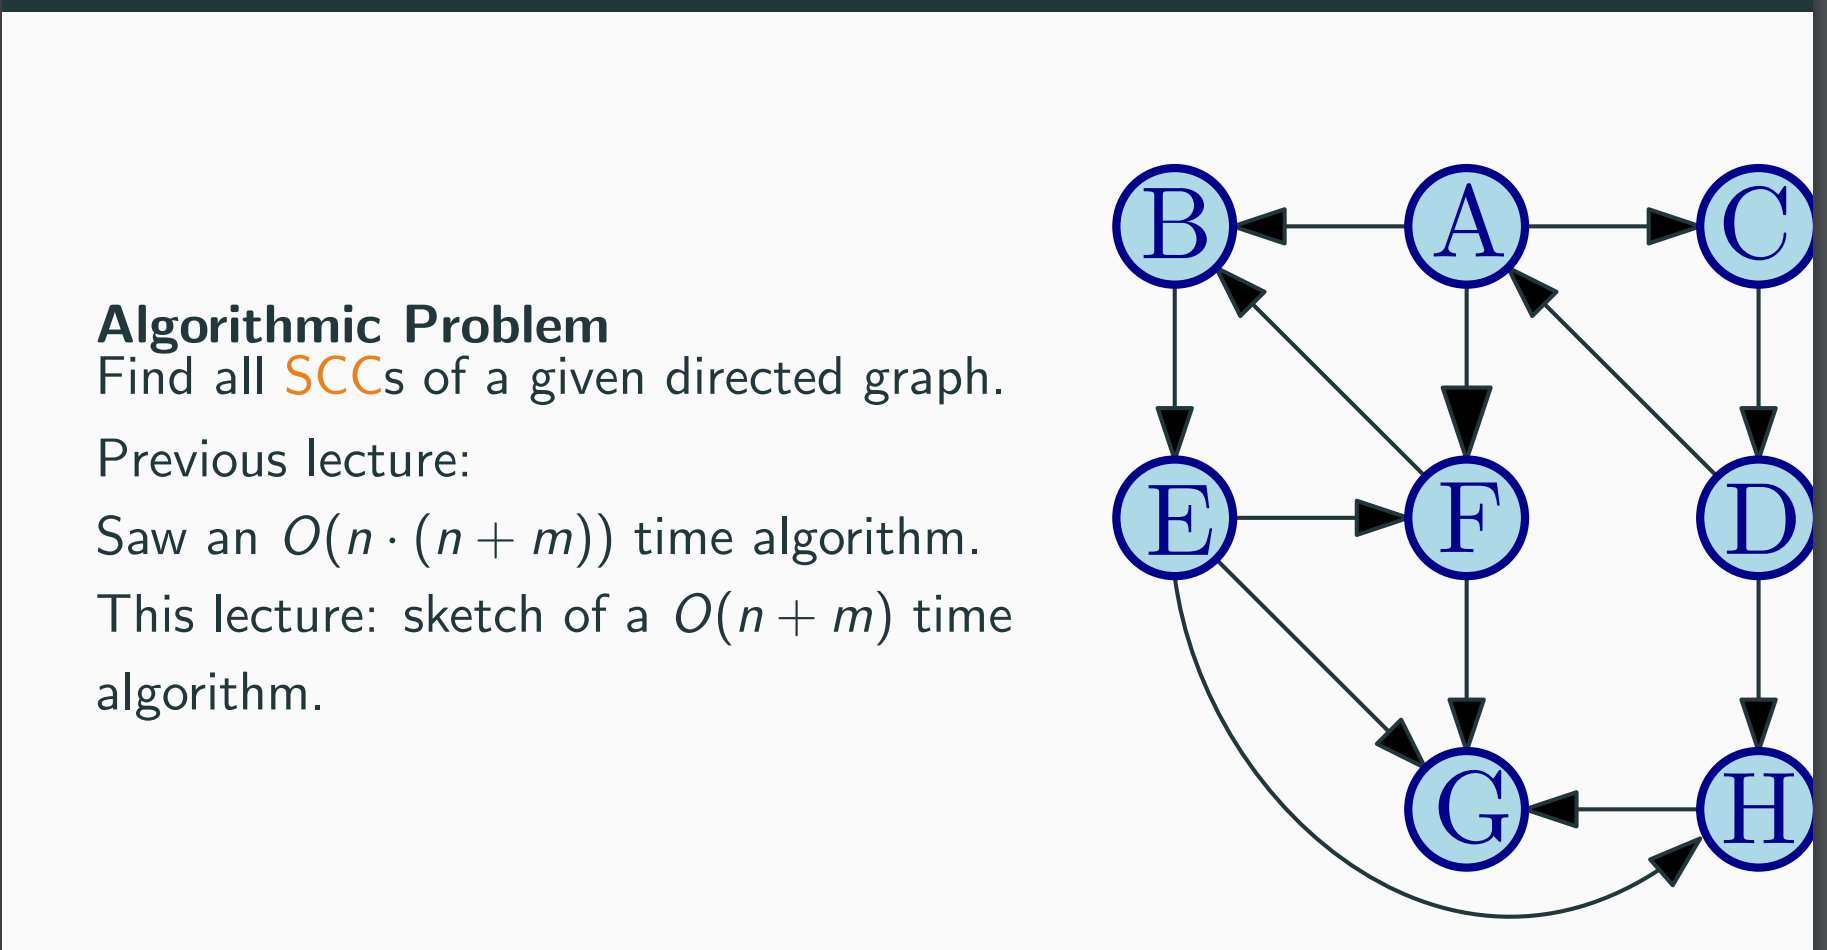 Algorithmic Problem
Find all SCCs of a given directed graph.
Previous lecture:
Saw an O(n · (n + m)) time algorithm.
This lecture: sketch of a O(n + m) time
algorithm.
B A C
E F D
G H